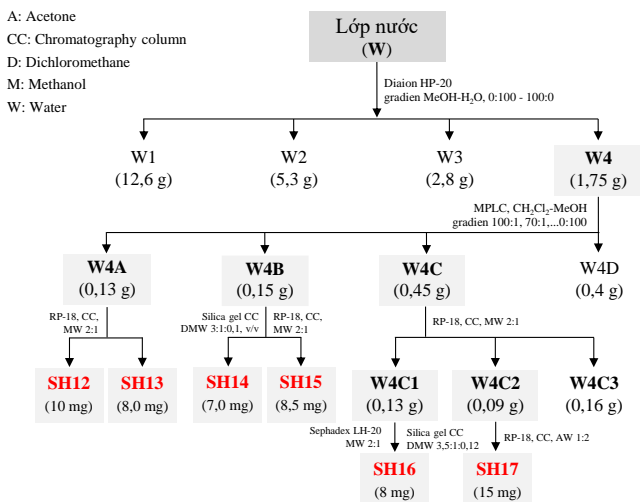 A: Acetone
CC: Chromatography column
D: Dichloromethane
M: Methanol
W: Water
Lớp nước
(W)
Diaion HP-20
gradien MeOH-H₂O, 0:100 - 100:0
W1
(12,6 g)
W2
(5,3 g)
W3
(2,8 g)
W4
(1,75 g)
MPLC, CH₂Cl₂-MeOH
gradien 100:1, 70:1,...0:100
W4A
(0,13 g)
W4B
(0,15 g)
W4C
(0,45 g)
W4D
(0,4 g)
RP-18, CC,
MW 2:1
Silica gel CC
DMW 3:1:0,1, v/v
RP-18, CC,
MW 2:1
RP-18, CC, MW 2:1
SH12
(10 mg)
SH13
(8,0 mg)
SH14
(7,0 mg)
SH15
(8,5 mg)
W4C1
(0,13 g)
W4C2
(0,09 g)
W4C3
(0,16 g)
Sephadex LH-20
MW 2:1
Silica gel CC
DMW 3,5:1:0,12
RP-18, CC, AW 1:2
SH16
(8 mg)
SH17
(15 mg)